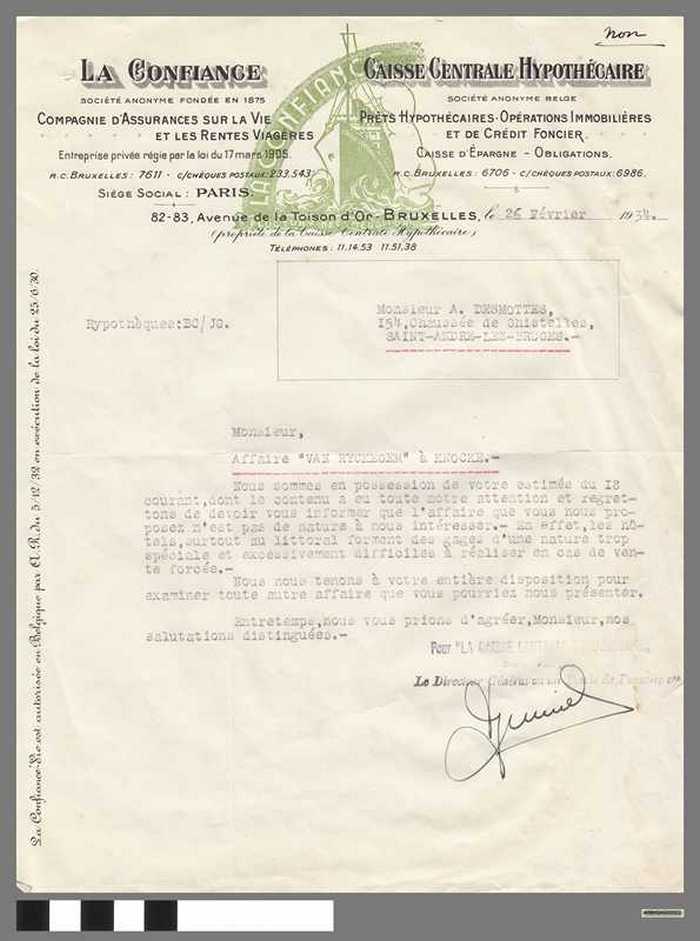 non
LA CONFIANCE
SOCIÉTÉ ANONYME FONDÉE EN 1875
COMPAGNIE D'ASSURANCES SUR LA VIE
ET LES RENTES VIAGÈRES
Entreprise privée régie par la loi du 17 mars 1905.
R.C. BRUXELLES : 7611 - C/CHÈQUES POSTAUX: 233.543
SIÈGE SOCIAL : PARIS.
LA CONFIANCE
CAISSE CENTRALE HYPOTHÉCAIRE
SOCIÉTÉ ANONYME BELGE
PRÊTS HYPOTHÉCAIRES-OPÉRATIONS IMMOBILIÈRES
ET DE CRÉDIT FONCIER.
CAISSE D'ÉPARGNE - OBLIGATIONS.
R.C. BRUXELLES : 6706 - C/CHÈQUES POSTAUX: 6986.
82-83, Avenue de la Toison d'Or-BRUXELLES, le 26 Février 1934.
(propriété de la Caisse Centrale Hypothécaire)
TÉLÉPHONES : 11.14.53 11.51.38
Hypothèques:BC/JG.
Monsieur A. DESMOTTES,
154,Chaussée de Ghistelles,
SAINT-ANDRE-LES-BRUGES.-
Monsieur,
Affaire "VAN RYCKEGEM" à KNOCKE.-
Nous sommes en possession de votre estimée du 18
courant,dont le contenu a eu toute notre attention et regret-
tons de devoir vous informer que l'affaire que vous nous pro-
posez n'est pas de nature à nous intéresser.- En effet,les hô-
tels,surtout au littoral forment des gages d'une nature trop
spéciale et excessivement difficiles à réaliser en cas de ven-
te forcée.-
Nous nous tenons à votre entière disposition pour
examiner toute autre affaire que vous pourriez nous présenter.
Entretemps,nous vous prions d'agréer,Monsieur,nos
salutations distinguées.-
Pour "LA CAISSE CENTRALE
Le Directeur Général
La Confiance-Vie est autorisée en Belgique par A.R. du 5/12/32 en exécution de la loi du 25/6/30.